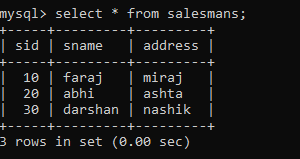 mysql> select * from salesmans;
+-----+---------+---------+
| sid | sname   | address |
+-----+---------+---------+
|  10 | faraj   | miraj   |
|  20 | abhi    | ashta   |
|  30 | darshan | nashik  |
+-----+---------+---------+
3 rows in set (0.00 sec)